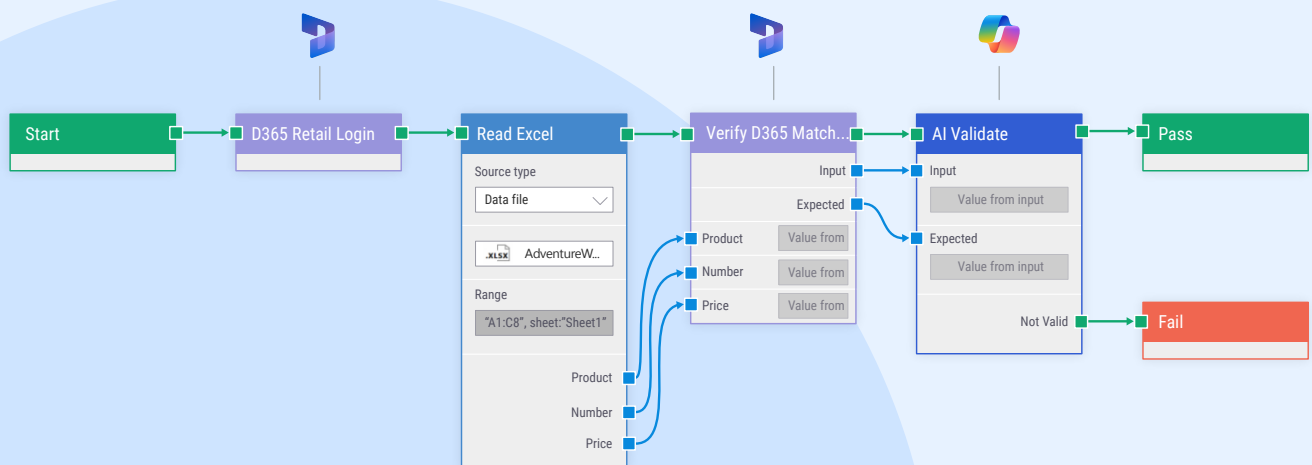 Start
D365 Retail Login
Read Excel
Source type
Data file
.XLSX
AdventureW...
Range
"A1:C8", sheet:"Sheet1"
Product
Number
Price
Verify D365 Match...
Input
Expected
Product
Value from
Number
Value from
Price
Value from
AI Validate
Input
Value from input
Expected
Value from input
Not Valid
Pass
Fail